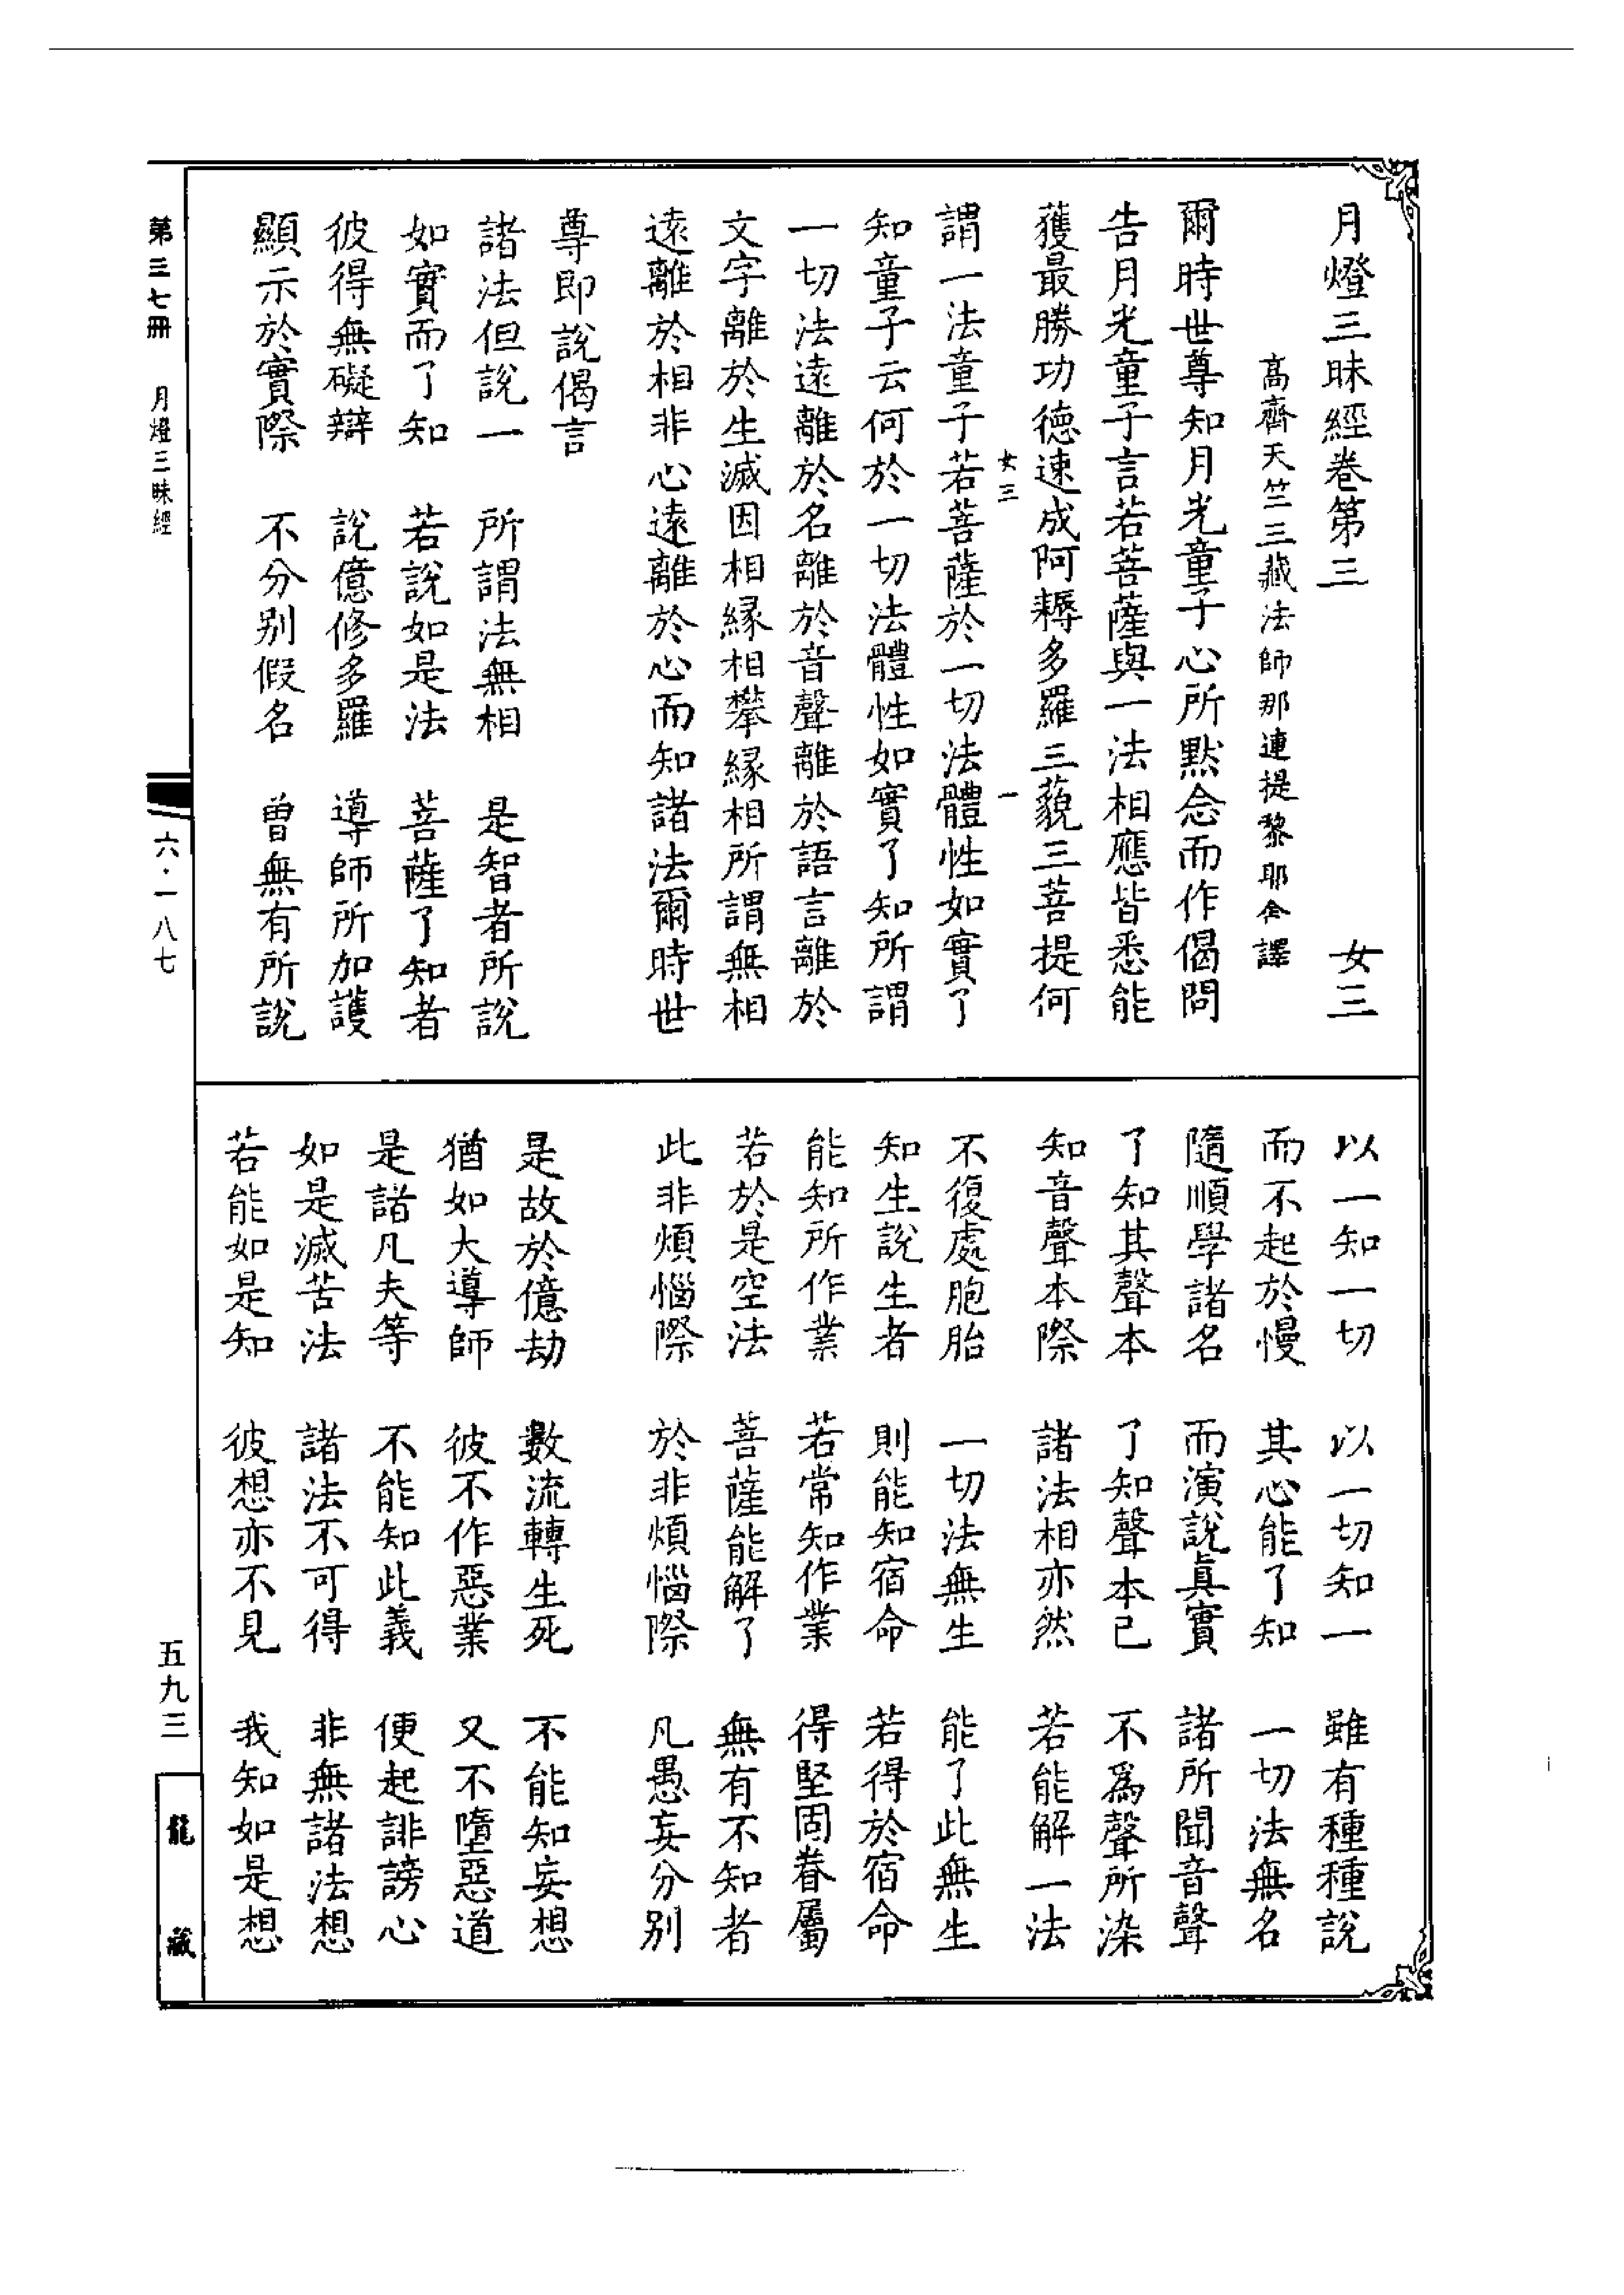 月燈三昧經卷第三　女三
高齊天竺三藏法師那連提黎耶舍譯
爾時世尊知月光童子心所黙念而作偈問
告月光童子言若菩薩與一法相應皆悉能
獲最勝功德速成阿耨多羅三藐三菩提何
女三　一
謂一法童子若菩薩於一切法體性如實了
知童子云何於一切法體性如實了知所謂
一切法遠離於名離於音聲離於語言離於
文字離於生滅因相緣相攀緣相所謂無相
遠離於相非心遠離於心而知諸法爾時世
尊即說偈言
諸法但說一　所謂法無相　是智者所說
如實而了知　若說如是法　菩薩了知者
彼得無礙辯　說億修多羅　導師所加護
顯示於實際　不分別假名　曾無有所說
以一知一切　以一切知一　雖有種種說
而不起於慢　其心能了知　一切法無名
隨順學諸名　而演說真實　諸所聞音聲
了知其聲本　了知聲本已　不為聲所染
知音聲本際　諸法相亦然　若能解一法
不復處胞胎　一切法無生　能了此無生
知生說生者　則能知宿命　若得於宿命
能知所作業　若常知作業　得堅固眷屬
若於是空法　菩薩能解了　無有不知者
此非煩惱際　於非煩惱際　凡愚妄分別
是故於億劫　數流轉生死　不能知妄想
猶如大導師　彼不作惡業　又不墮惡道
是諸凡夫等　不能知此義　便起誹謗心
如是滅苦法　諸法不可得　非無諸法想
若能如是知　彼想亦不見　我知如是想
第三七冊　月燈三昧經
六·一八七
五九三
龍藏